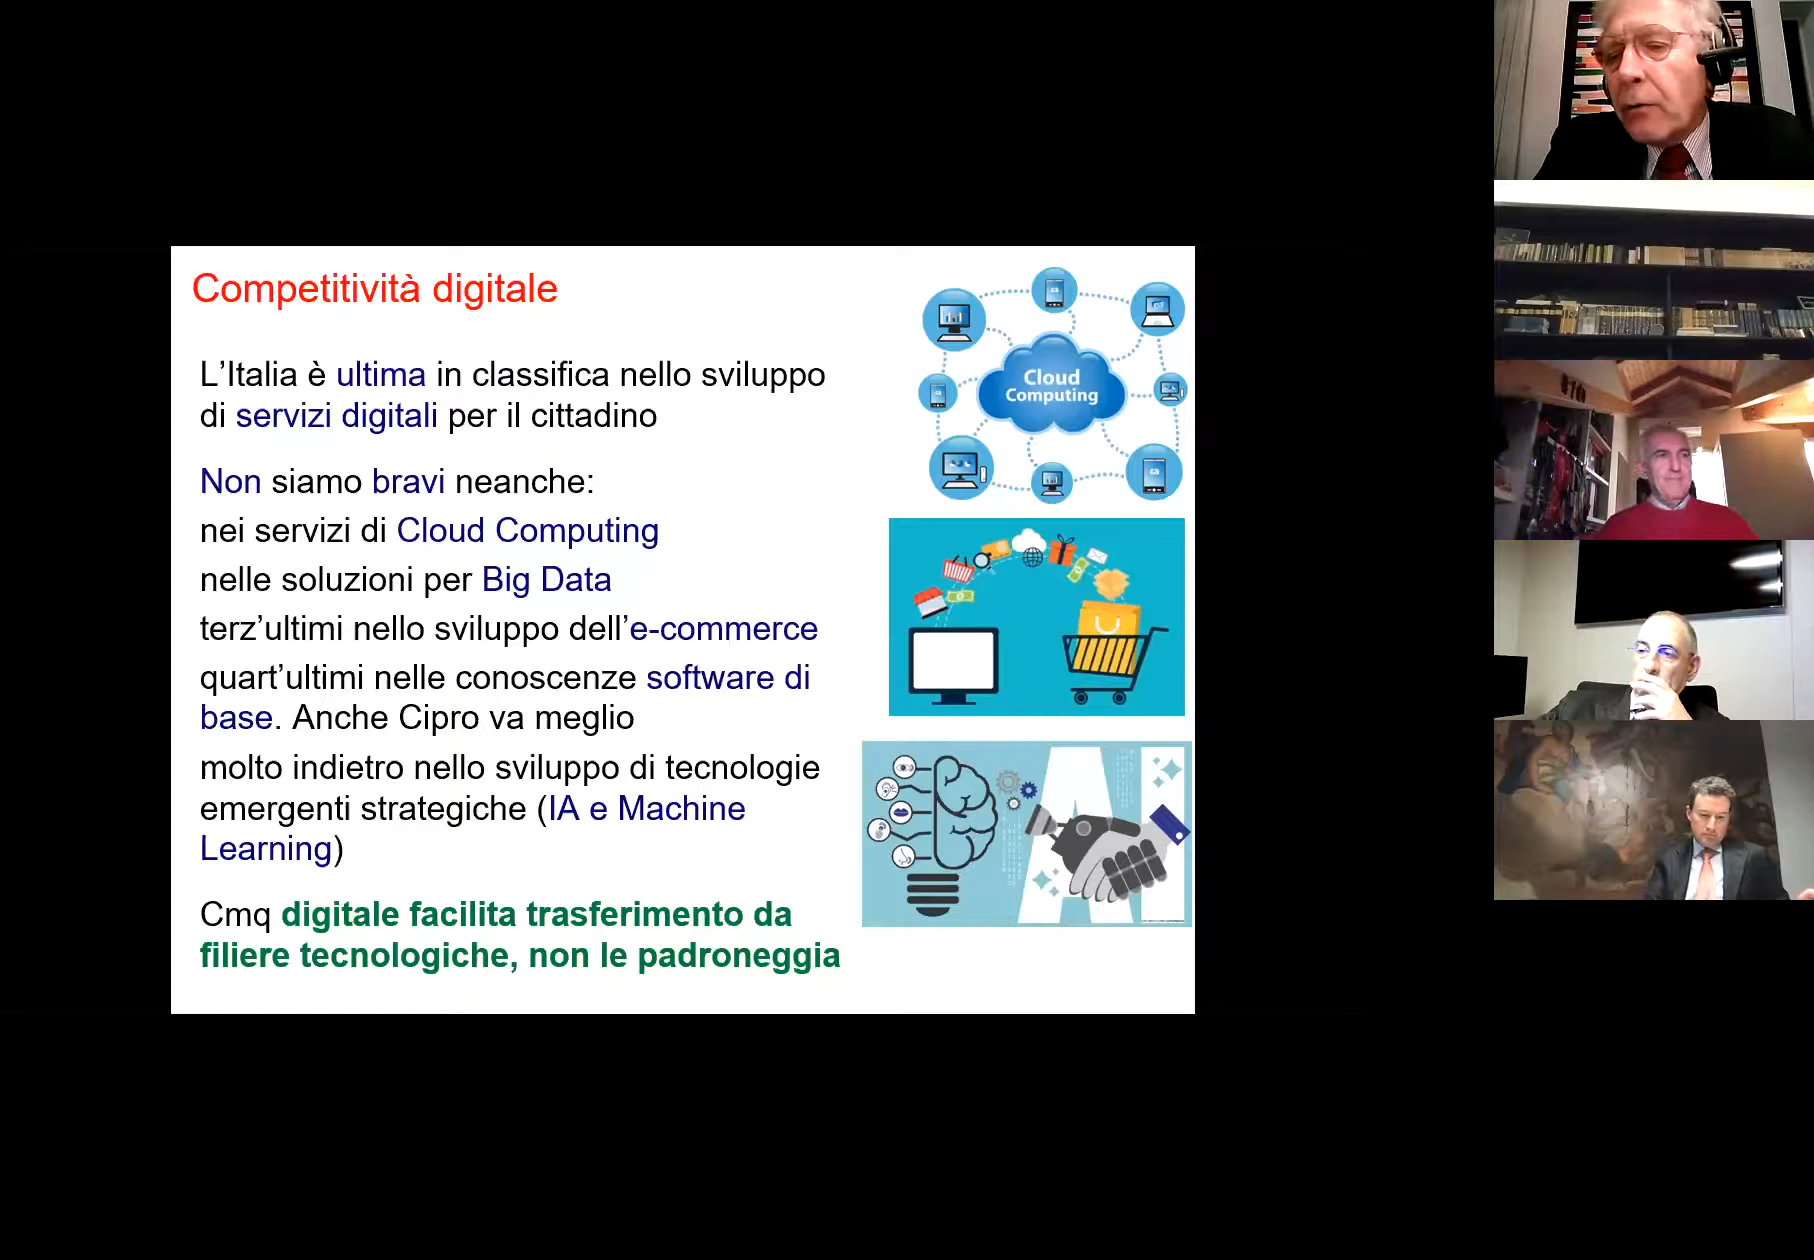 Competitività digitale
L’Italia è ultima in classifica nello sviluppo
di servizi digitali per il cittadino
Non siamo bravi neanche:
nei servizi di Cloud Computing
nelle soluzioni per Big Data
terz’ultimi nello sviluppo dell’e-commerce
quart’ultimi nelle conoscenze software di
base. Anche Cipro va meglio
molto indietro nello sviluppo di tecnologie
emergenti strategiche (IA e Machine
Learning)
Cmq digitale facilita trasferimento da
filiere tecnologiche, non le padroneggia
Cloud
Computing
AI